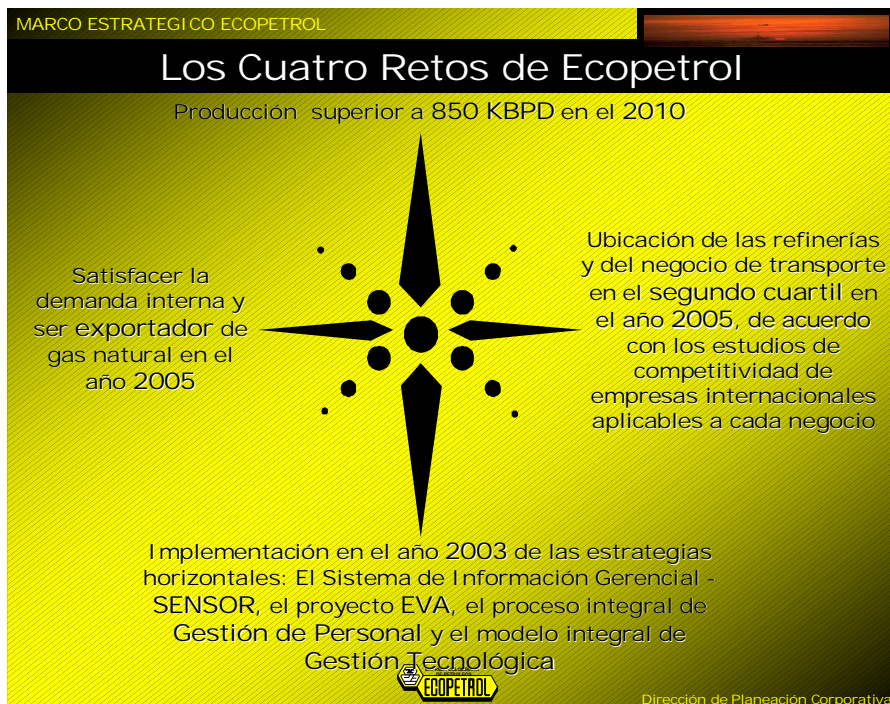 MARCO ESTRATEGICO ECOPETROL
Los Cuatro Retos de Ecopetrol
Producción superior a 850 KBPD en el 2010
Satisfacer la
demanda interna y
ser exportador de
gas natural en el
año 2005
Ubicación de las refinerías
y del negocio de transporte
en el segundo cuartil en
el año 2005, de acuerdo
con los estudios de
competitividad de
empresas internacionales
aplicables a cada negocio
Implementación en el año 2003 de las estrategias
horizontales: El Sistema de Información Gerencial -
SENSOR, el proyecto EVA, el proceso integral de
Gestión de Personal y el modelo integral de
Gestión Tecnológica
ECOPETROL
Dirección de Planeación Corporativa